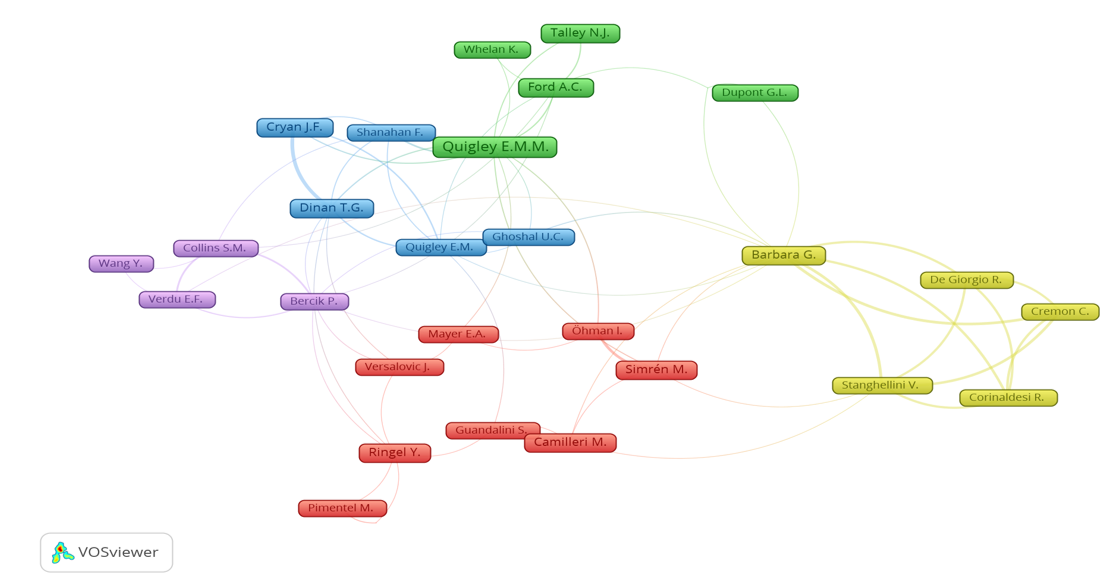 Talley N.J.
Whelan K.
Ford A.C.
Dupont G.L.
Cryan J.F.
Shanahan F.
Quigley E.M.M.
Dinan T.G.
Ghoshal U.C.
Collins S.M.
Quigley E.M.
Barbara G.
Wang Y.
De Giorgio R.
Verdu E.F.
Bercik P.
Cremon C.
Mayer E.A.
Öhman I.
Versalovic J.
Simrén M.
Stanghellini V.
Corinaldesi R.
Guandalini S.
Camilleri M.
Ringel Y.
Pimentel M.
VOSviewer